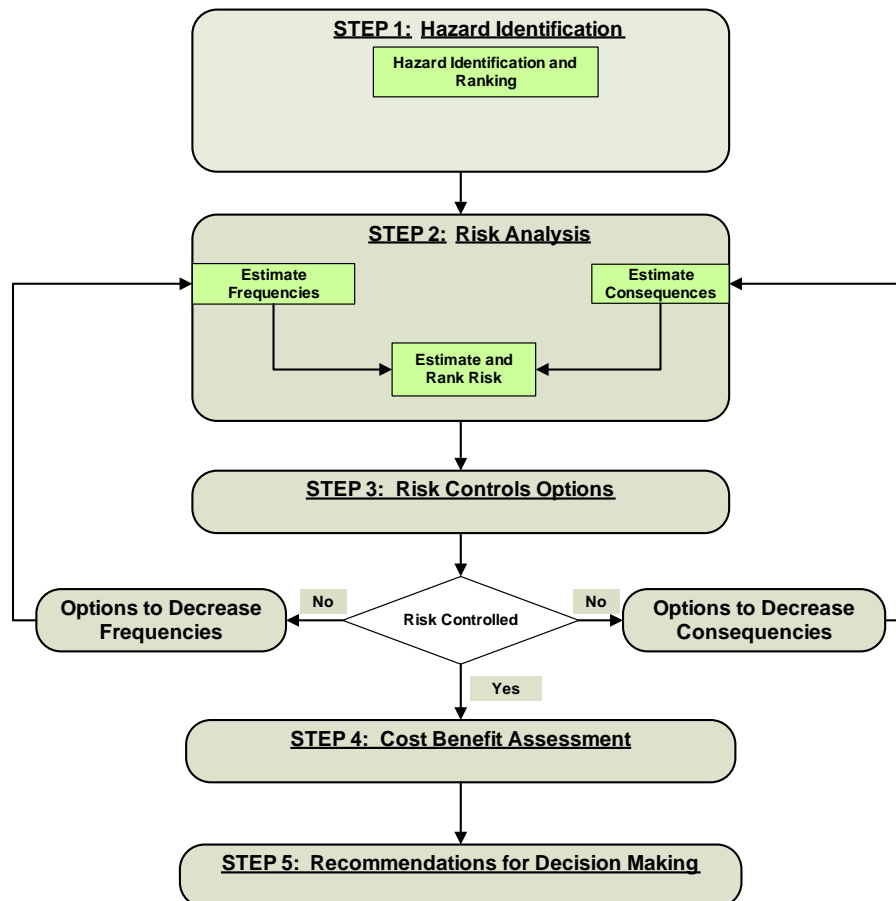 STEP 1: Hazard Identification
Hazard Identification and
Ranking
STEP 2: Risk Analysis
Estimate
Frequencies
Estimate
Consequences
Estimate and
Rank Risk
STEP 3: Risk Controls Options
No
No
Options to Decrease
Frequencies
Risk Controlled
Options to Decrease
Consequencies
Yes
STEP 4: Cost Benefit Assessment
STEP 5: Recommendations for Decision Making